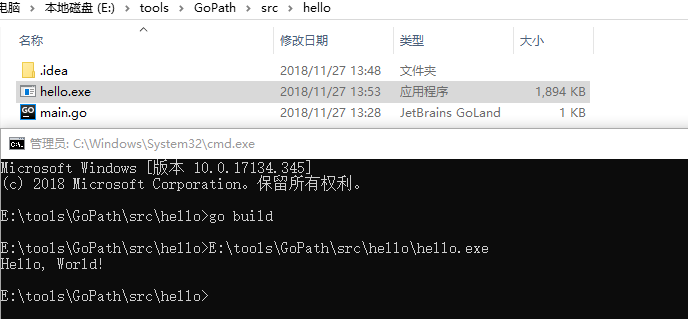 电脑 › 本地磁盘 (E:) › tools › GoPath › src › hello
名称 修改日期 类型 大小
.idea 2018/11/27 13:48 文件夹
hello.exe 2018/11/27 13:53 应用程序 1,894 KB
GO main.go 2018/11/27 13:28 JetBrains GoLand 1 KB
管理员: C:\Windows\System32\cmd.exe
Microsoft Windows [版本 10.0.17134.345]
(c) 2018 Microsoft Corporation。保留所有权利。
E:\tools\GoPath\src\hello>go build
E:\tools\GoPath\src\hello>E:\tools\GoPath\src\hello\hello.exe
Hello, World!
E:\tools\GoPath\src\hello>